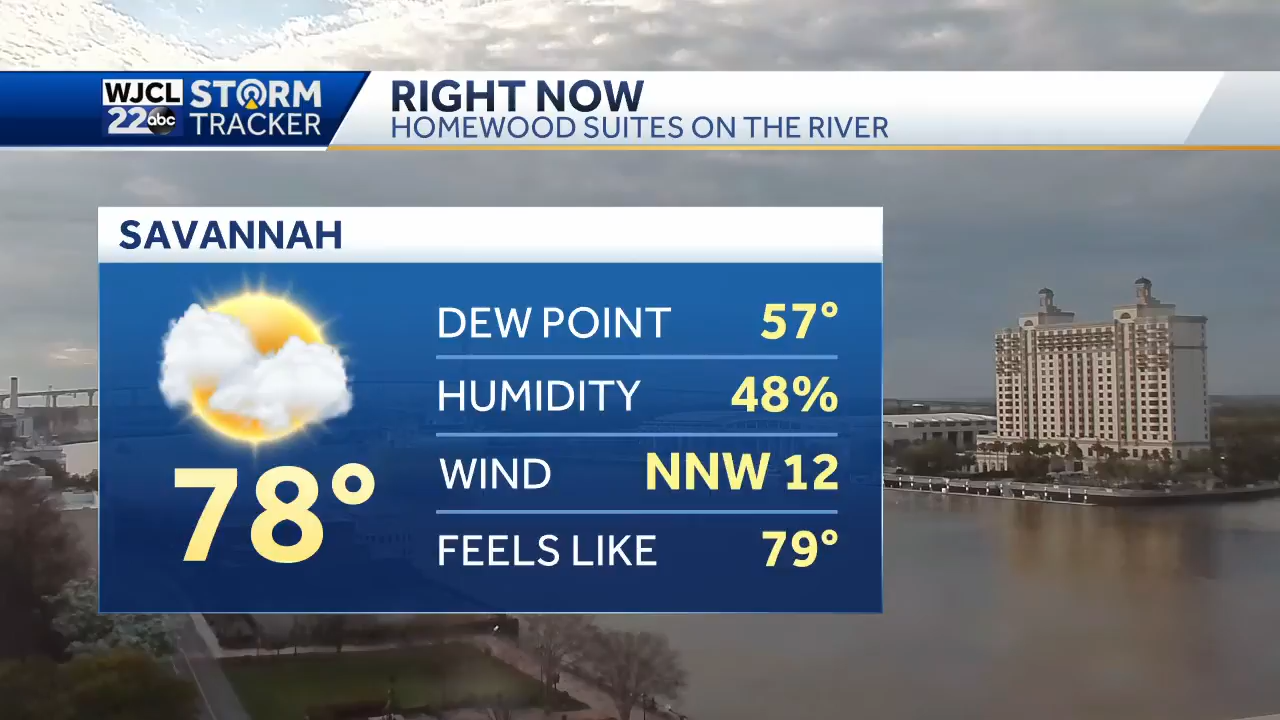 WJCL
22 abc
STORM
TRACKER
RIGHT NOW
HOMEWOOD SUITES ON THE RIVER
SAVANNAH
78°
DEW POINT 57°
HUMIDITY 48%
WIND NNW 12
FEELS LIKE 79°